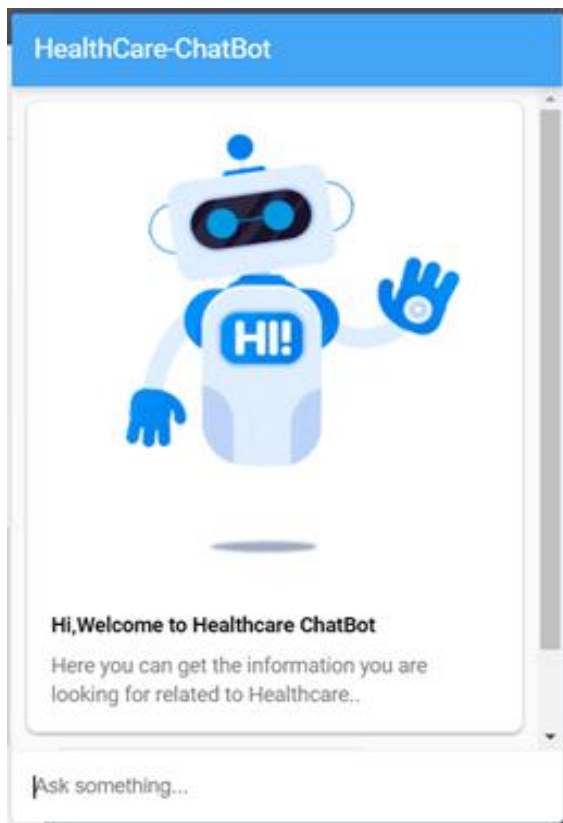 HealthCare-ChatBot
HI!
Hi,Welcome to Healthcare ChatBot
Here you can get the information you are
looking for related to Healthcare..
Ask something...